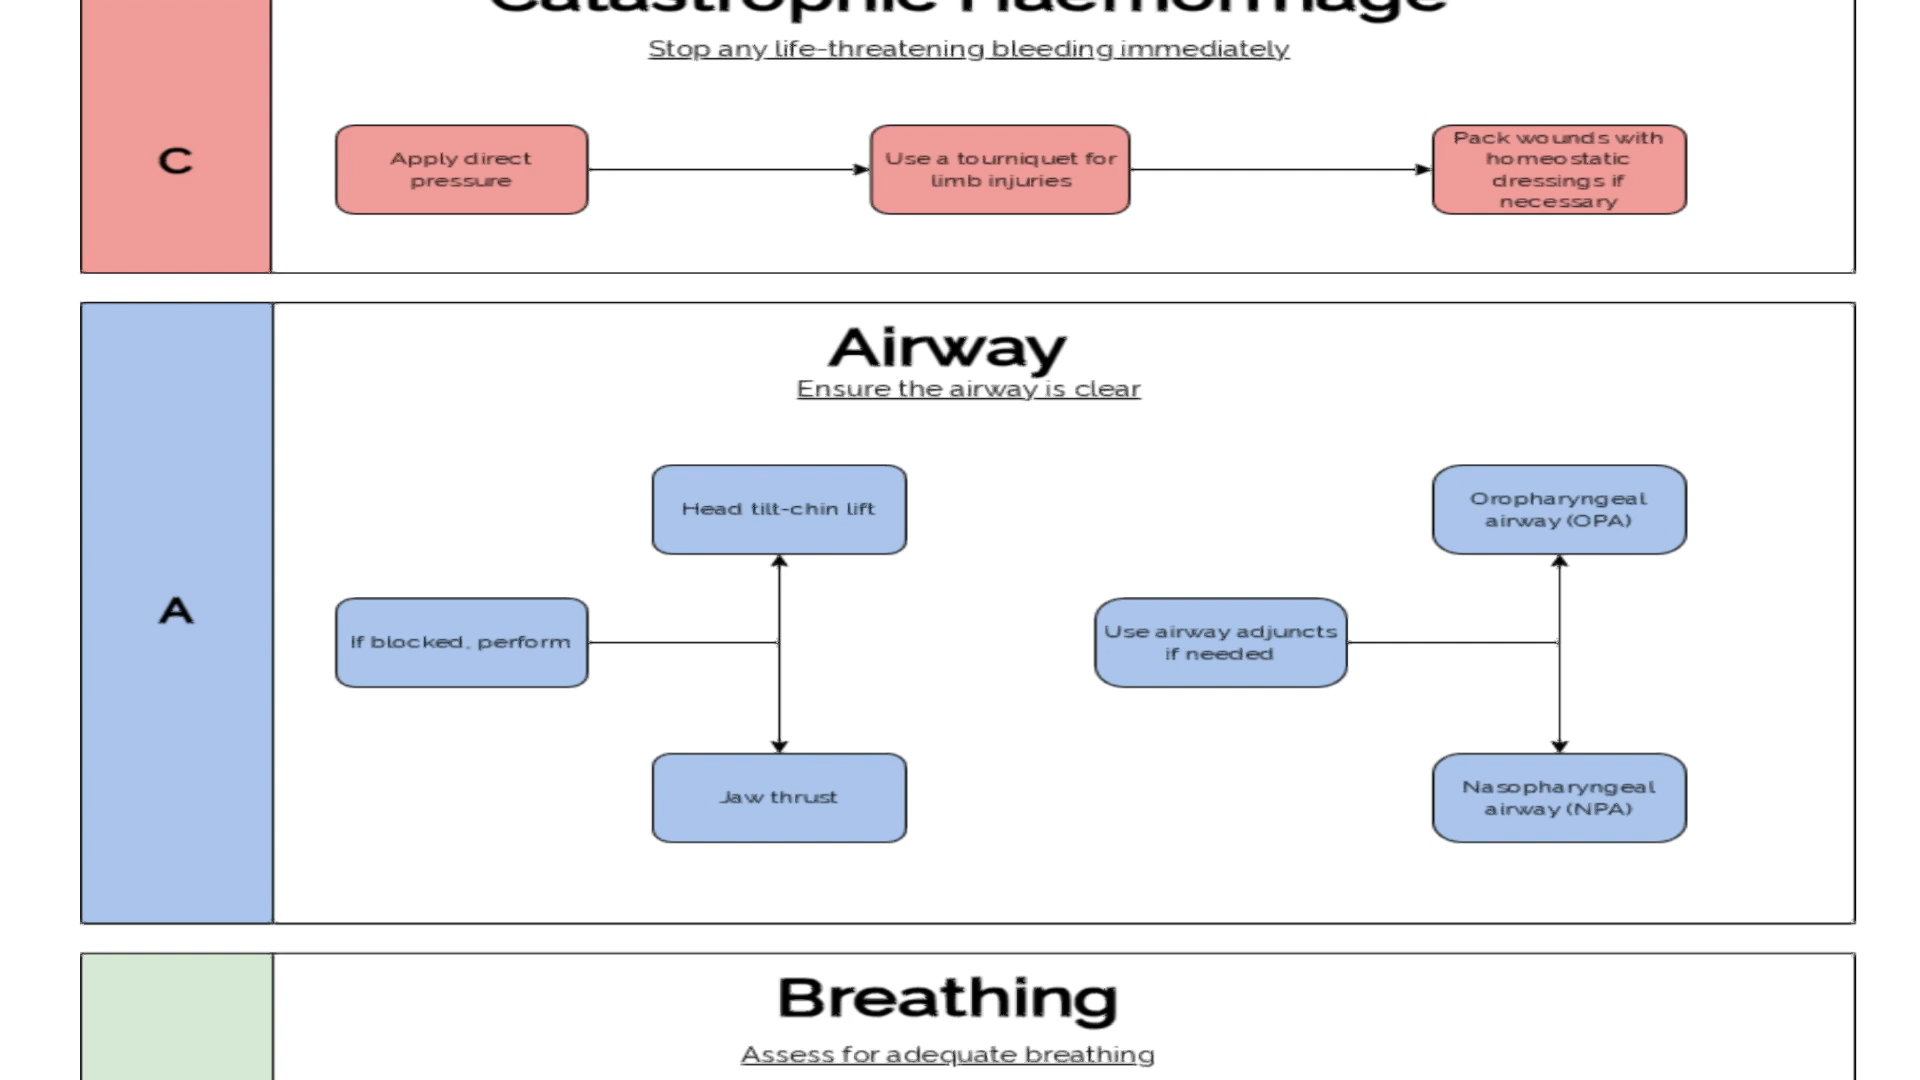 Catastrophic Haemorrhage
Stop any life-threatening bleeding immediately
C
Apply direct
pressure
Use a tourniquet for
limb injuries
Pack wounds with
homeostatic
dressings if
necessary
Airway
Ensure the airway is clear
A
Head tilt-chin lift
If blocked, perform
Jaw thrust
Oropharyngeal
airway (OPA)
Use airway adjuncts
if needed
Nasopharyngeal
airway (NPA)
Breathing
Assess for adequate breathing